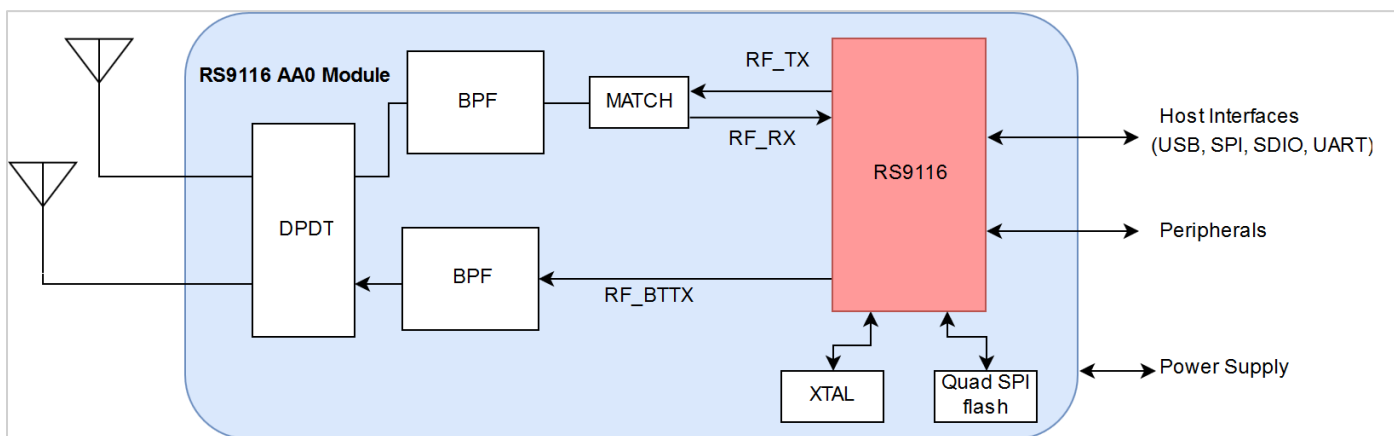 RS9116 AA0 Module
BPF
MATCH
RF_TX
RF_RX
RS9116
Host Interfaces
(USB, SPI, SDIO, UART)
DPDT
BPF
RF_BTTX
Peripherals
XTAL
Quad SPI
flash
Power Supply